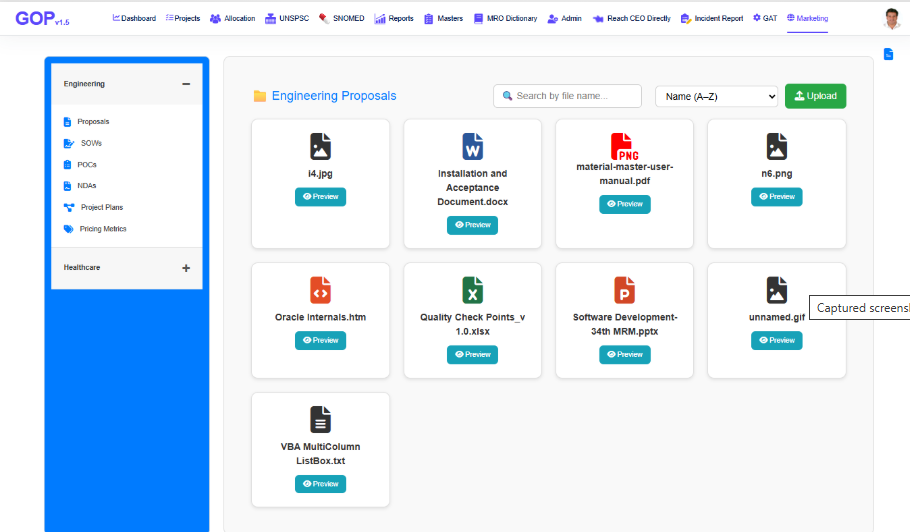 GOP v1.5
Dashboard Projects Allocation UNSPSC SNOMED Reports Masters MRO Dictionary Admin Reach CEO Directly Incident Report GAT Marketing
Engineering
Proposals
SOWs
POCs
NDAs
Project Plans
Pricing Metrics
Healthcare
Engineering Proposals
Search by file name...
Name (A–Z)
Upload
i4.jpg
Preview
W
Installation and
Acceptance
Document.docx
Preview
PNG
material-master-user-
manual.pdf
Preview
n6.png
Preview
Oracle Internals.htm
Preview
X
Quality Check Points_v
1.0.xlsx
Preview
P
Software Development-
34th MRM.pptx
Preview
unnamed.gif
Preview
Captured screensh
VBA MultiColumn
ListBox.txt
Preview